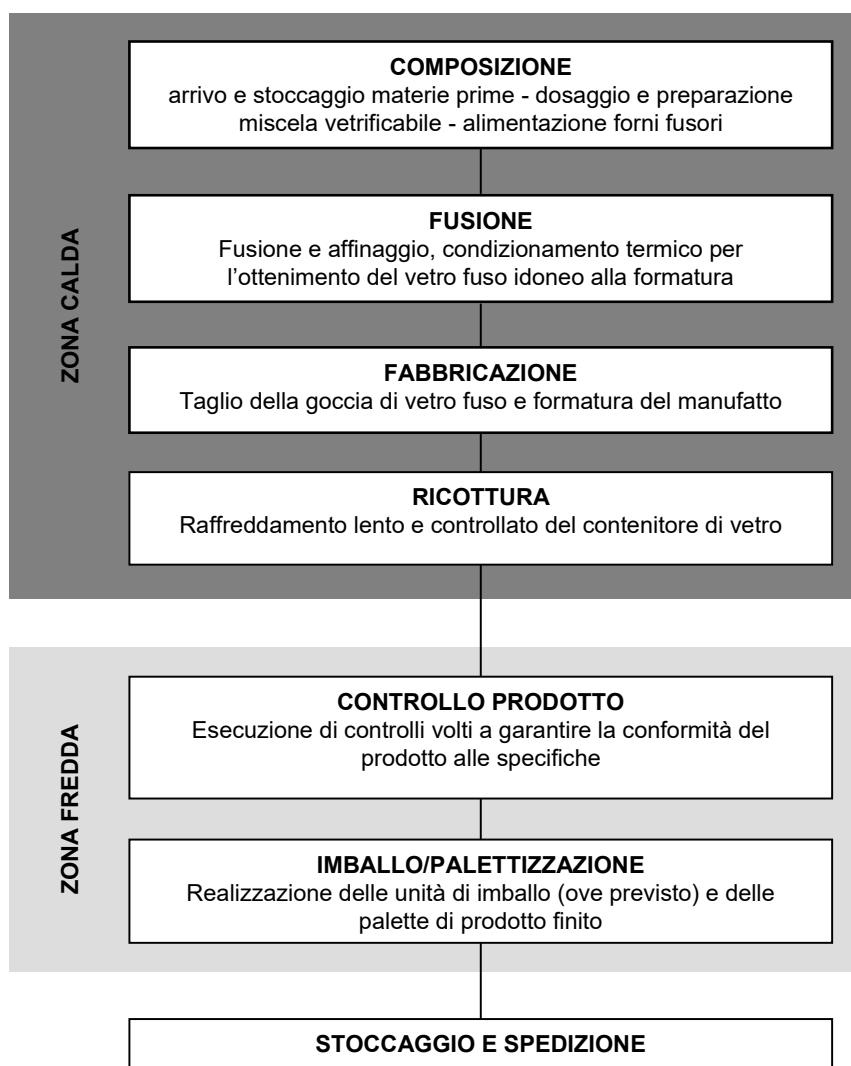 COMPOSIZIONE
arrivo e stoccaggio materie prime - dosaggio e preparazione
miscela vetrificabile - alimentazione forni fusori
ZONA CALDA
FUSIONE
Fusione e affinaggio, condizionamento termico per
l’ottenimento del vetro fuso idoneo alla formatura
FABBRICAZIONE
Taglio della goccia di vetro fuso e formatura del manufatto
RICOTTURA
Raffreddamento lento e controllato del contenitore di vetro
ZONA FREDDA
CONTROLLO PRODOTTO
Esecuzione di controlli volti a garantire la conformità del
prodotto alle specifiche
IMBALLO/PALETTIZZAZIONE
Realizzazione delle unità di imballo (ove previsto) e delle
palette di prodotto finito
STOCCAGGIO E SPEDIZIONE